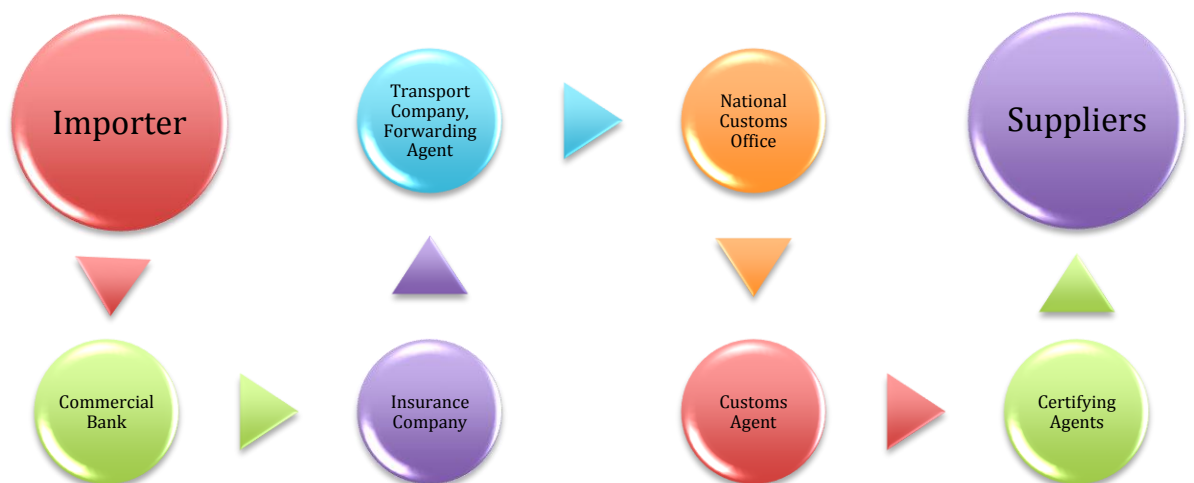 Importer
Commercial
Bank
Insurance
Company
Transport
Company,
Forwarding
Agent
National
Customs
Office
Customs
Agent
Certifying
Agents
Suppliers